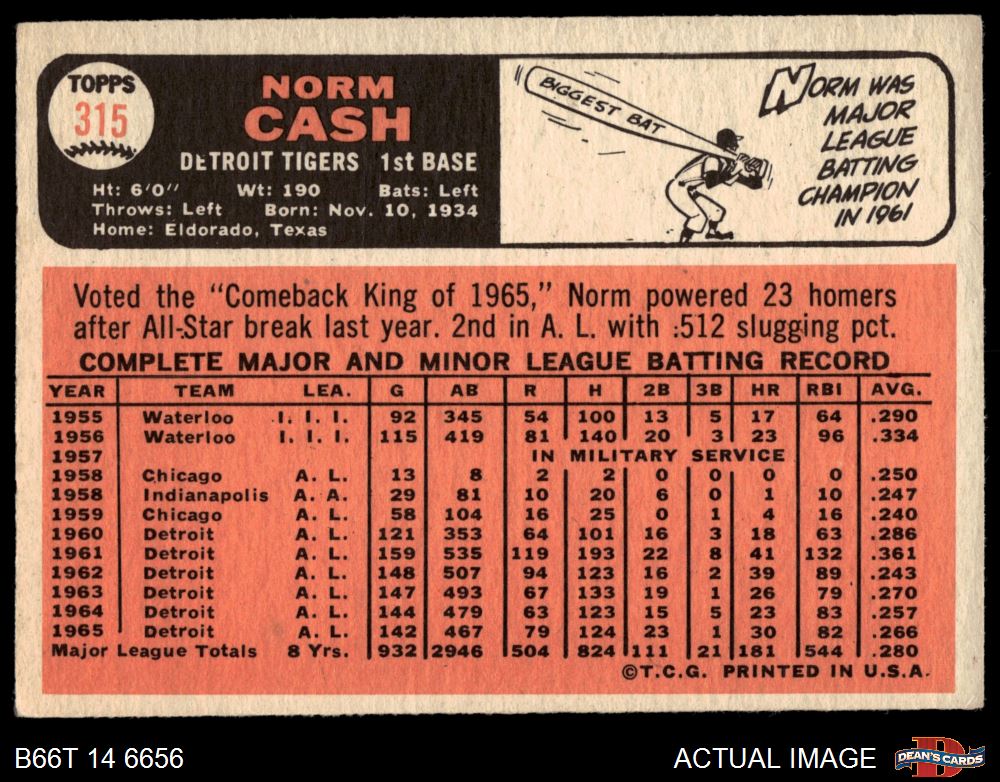 TOPPS
315
NORM
CASH
DETROIT TIGERS 1st BASE
Ht: 6'0" Wt: 190 Bats: Left
Throws: Left Born: Nov. 10, 1934
Home: Eldorado, Texas
BIGGEST BAT
NORM WAS
MAJOR
LEAGUE
BATTING
CHAMPION
IN 1961
Voted the "Comeback King of 1965," Norm powered 23 homers
after All-Star break last year. 2nd in A. L. with .512 slugging pct.
COMPLETE MAJOR AND MINOR LEAGUE BATTING RECORD
YEAR TEAM LEA. G AB R H 2B 3B HR RBI AVG.
1955 Waterloo I. I. I. 92 345 54 100 13 5 17 64 .290
1956 Waterloo I. I. I. 115 419 81 140 20 3 23 96 .334
1957 IN MILITARY SERVICE
1958 Chicago A. L. 13 8 2 2 0 0 0 0 .250
1958 Indianapolis A. A. 29 81 10 20 6 0 1 10 .247
1959 Chicago A. L. 58 104 16 25 0 1 4 16 .240
1960 Detroit A. L. 121 353 64 101 16 3 18 63 .286
1961 Detroit A. L. 159 535 119 193 22 8 41 132 .361
1962 Detroit A. L. 148 507 94 123 16 2 39 89 .243
1963 Detroit A. L. 147 493 67 133 19 1 26 79 .270
1964 Detroit A. L. 144 479 63 123 15 5 23 83 .257
1965 Detroit A. L. 142 467 79 124 23 1 30 82 .266
Major League Totals 8 Yrs. 932 2946 504 824 111 21 181 544 .280
©T.C.G. PRINTED IN U.S.A.
B66T 14 6656
ACTUAL IMAGE
D
DEAN'S CARDS